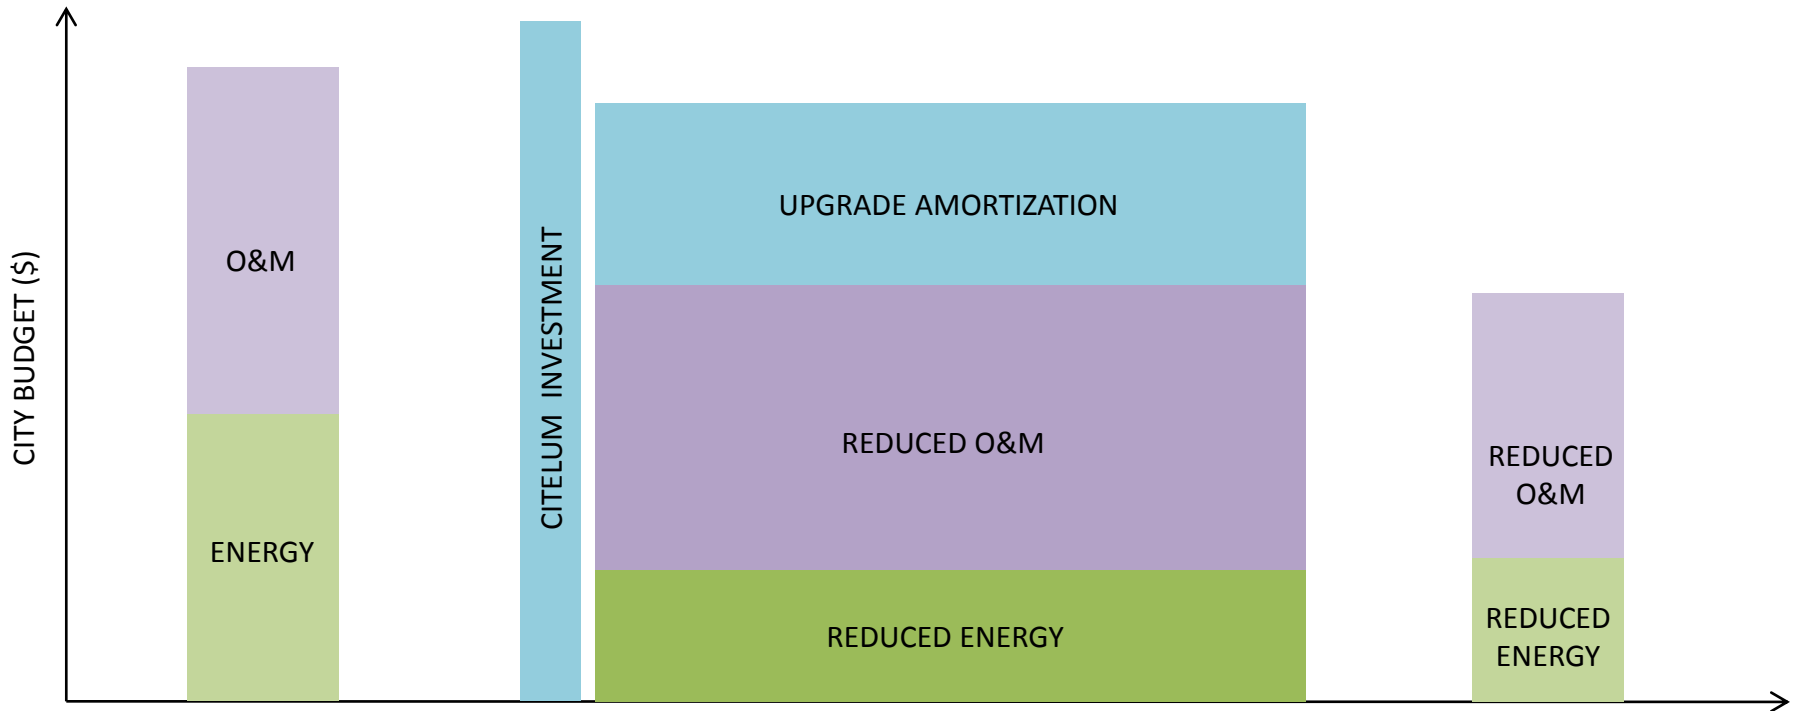 CITY BUDGET ($)
O&M
ENERGY
CITELUM INVESTMENT
UPGRADE AMORTIZATION
REDUCED O&M
REDUCED ENERGY
REDUCED
O&M
REDUCED
ENERGY